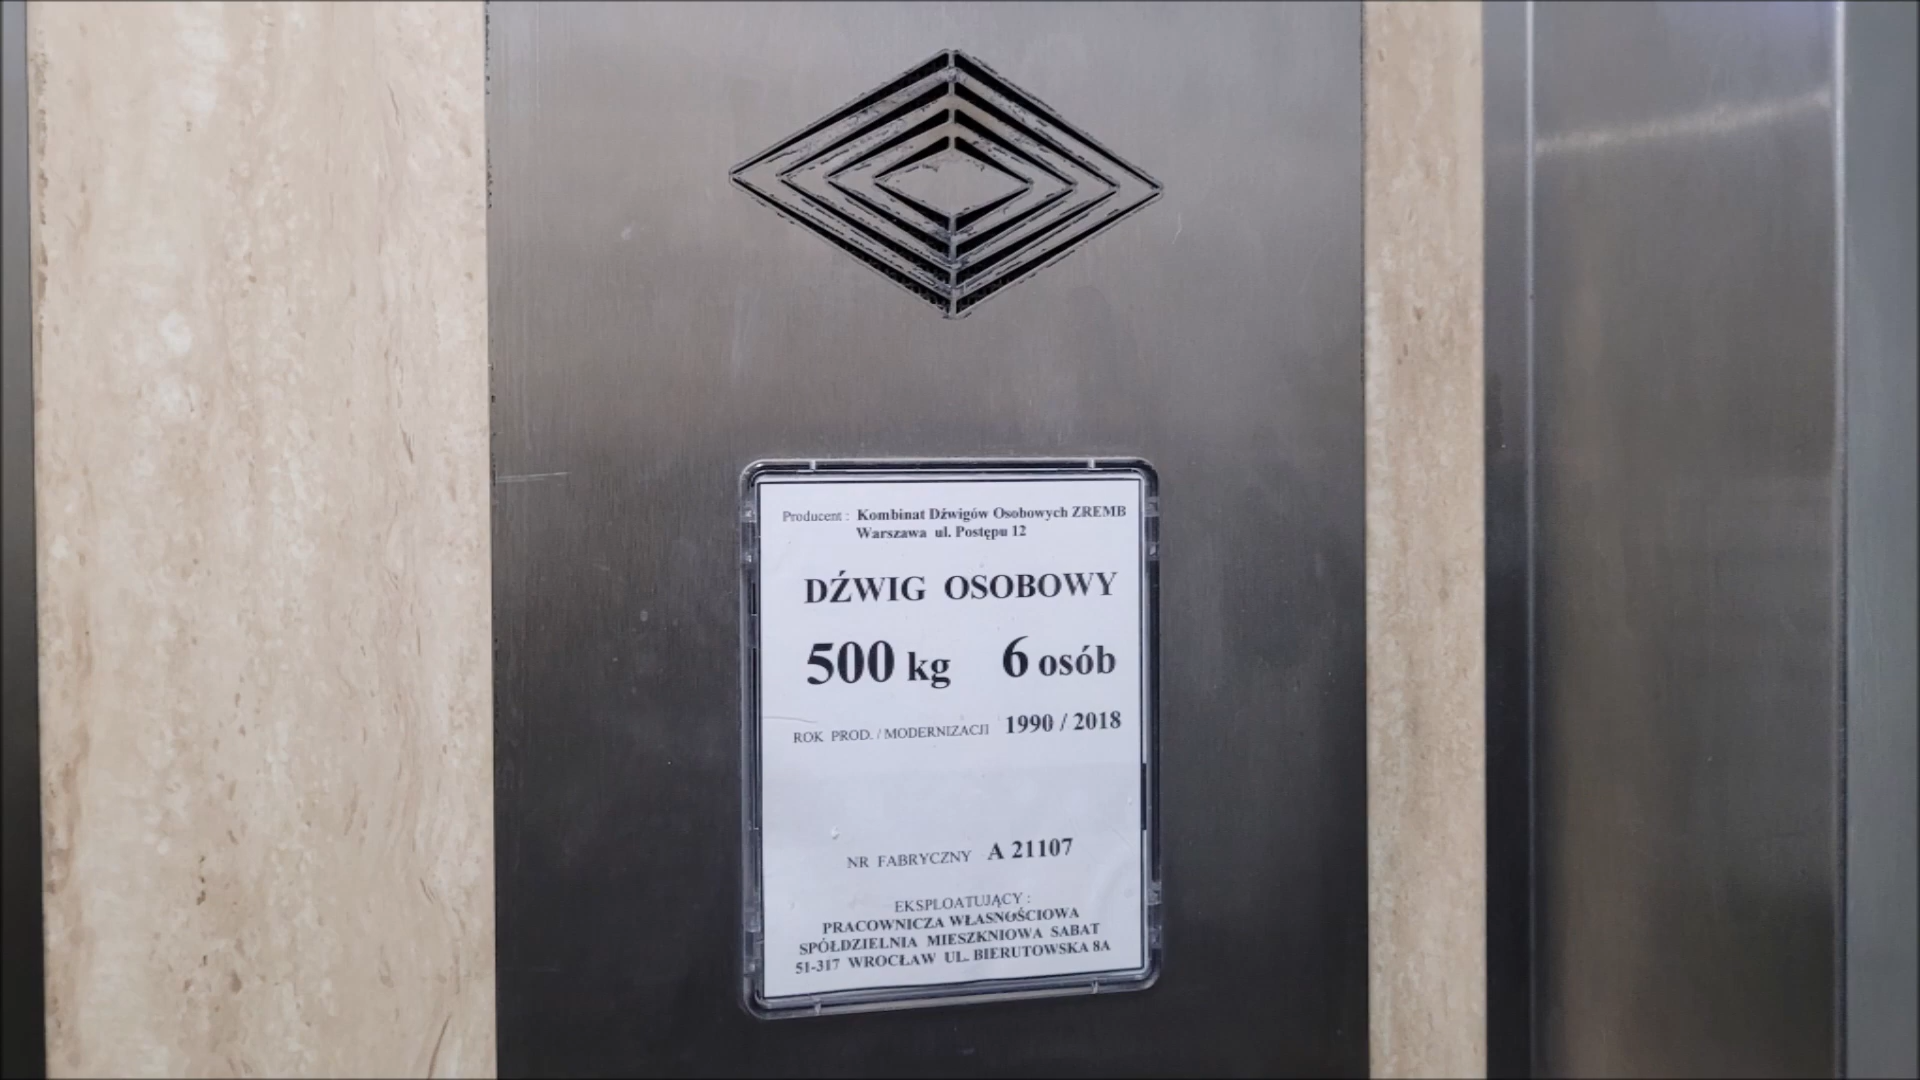 Producent : Kombinat Dźwigów Osobowych ZREMB
Warszawa ul. Postępu 12
DŹWIG OSOBOWY
500 kg 6 osób
ROK PROD. / MODERNIZACJI 1990 / 2018
NR FABRYCZNY A 21107
EKSPLOATUJĄCY :
PRACOWNICZA WŁASNOŚCIOWA
SPÓŁDZIELNIA MIESZKNIOWA SABAT
51-317 WROCŁAW UL. BIERUTOWSKA 8A